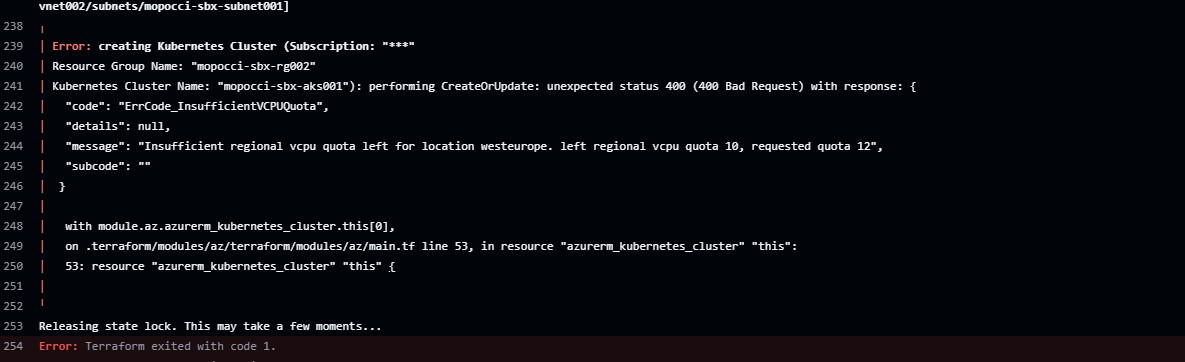 vnet002/subnets/mopocci-sbx-subnet001]
238
239 Error: creating Kubernetes Cluster (Subscription: "***"
240 Resource Group Name: "mopocci-sbx-rg002"
241 Kubernetes Cluster Name: "mopocci-sbx-aks001"): performing CreateOrUpdate: unexpected status 400 (400 Bad Request) with response: {
242 "code": "ErrCode_InsufficientVCPUQuota",
243 "details": null,
244 "message": "Insufficient regional vcpu quota left for location westeurope. left regional vcpu quota 10, requested quota 12",
245 "subcode": ""
246 }
247
248 with module.az.azurerm_kubernetes_cluster.this[0],
249 on .terraform/modules/az/terraform/modules/az/main.tf line 53, in resource "azurerm_kubernetes_cluster" "this":
250 53: resource "azurerm_kubernetes_cluster" "this" {
251
252
253 Releasing state lock. This may take a few moments...
254 Error: Terraform exited with code 1.